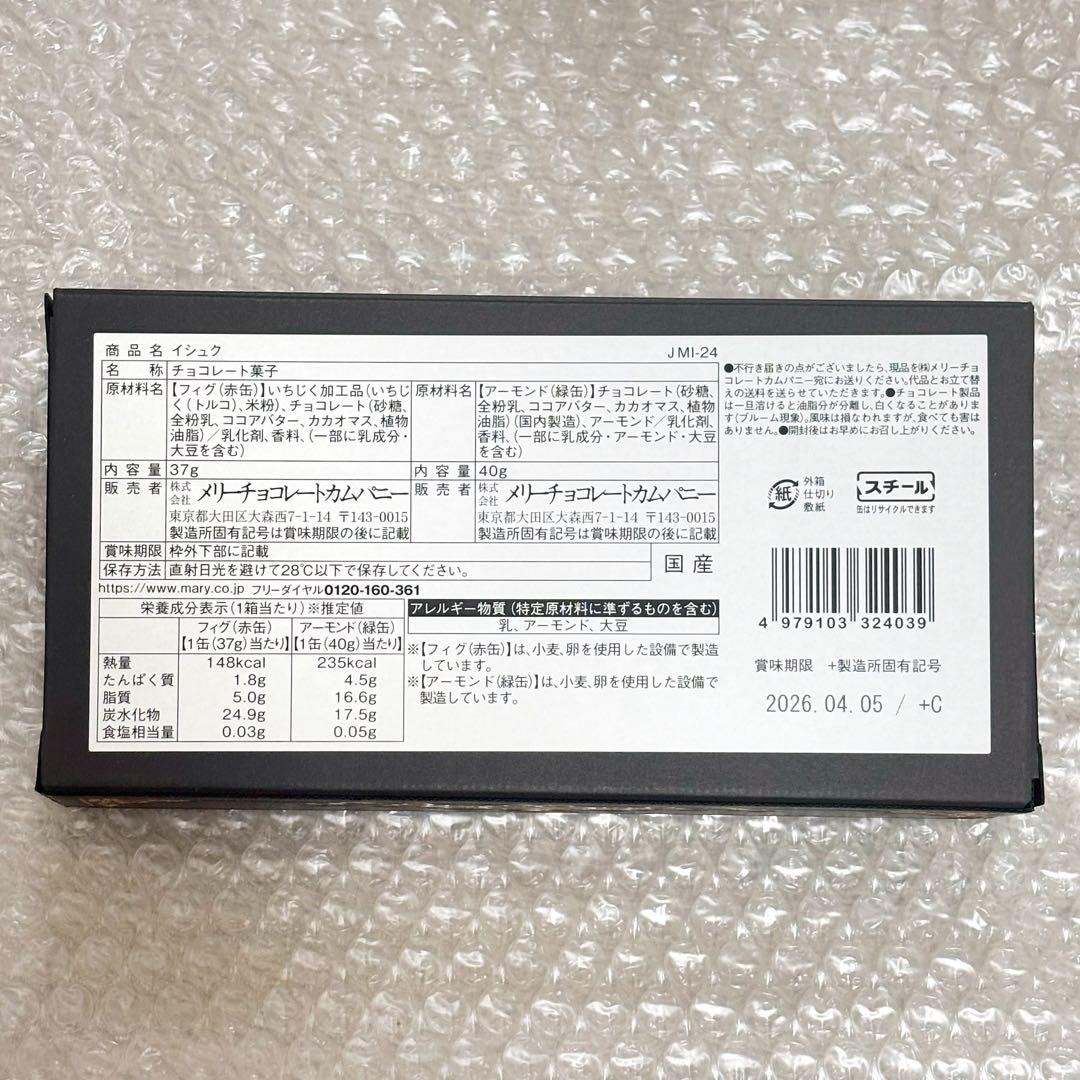 商品名 イシュク JMI-24
名称 チョコレート菓子
原材料名 【フィグ(赤缶)】いちじく加工品(いちじ
く(トルコ)、米粉)、チョコレート(砂糖、
全粉乳、ココアバター、カカオマス、植物
油脂)／乳化剤、香料、(一部に乳成分・
大豆を含む)
原材料名 【アーモンド(緑缶)】チョコレート(砂糖、
全粉乳、ココアバター、カカオマス、植物
油脂)(国内製造)、アーモンド／乳化剤、
香料、(一部に乳成分・アーモンド・大豆
を含む)
内容量 37g
内容量 40g
販売者 株式会社 メリーチョコレートカムパニー
東京都大田区大森西7-1-14 〒143-0015
製造所固有記号は賞味期限の後に記載
販売者 株式会社 メリーチョコレートカムパニー
東京都大田区大森西7-1-14 〒143-0015
製造所固有記号は賞味期限の後に記載
賞味期限 枠外下部に記載
保存方法 直射日光を避けて28℃以下で保存してください。
国産
https://www.mary.co.jp フリーダイヤル0120-160-361
栄養成分表示(1箱当たり)※推定値
フィグ(赤缶) アーモンド(緑缶)
【1缶(37g)当たり】 【1缶(40g)当たり】
熱量 148kcal 235kcal
たんぱく質 1.8g 4.5g
脂質 5.0g 16.6g
炭水化物 24.9g 17.5g
食塩相当量 0.03g 0.05g
アレルギー物質(特定原材料に準ずるものを含む)
乳、アーモンド、大豆
※【フィグ(赤缶)】は、小麦、卵を使用した設備で製造
しています。
※【アーモンド(緑缶)】は、小麦、卵を使用した設備で
製造しています。
●不行き届きの点がございましたら、現品を㈱メリーチョ
コレートカムパニー宛にお送りください。代品とお立て替
えの送料を送らせていただきます。●チョコレート製品
は一旦溶けると油脂分が分離し、白くなることがありま
す(ブルーム現象)。風味は損なわれますが、食べても害は
ありません。●開封後はお早めにお召し上がりください。
紙
外箱
仕切り
敷紙
スチール
缶はリサイクルできます
4 979103 324039
賞味期限 +製造所固有記号
2026.04.05 / +C